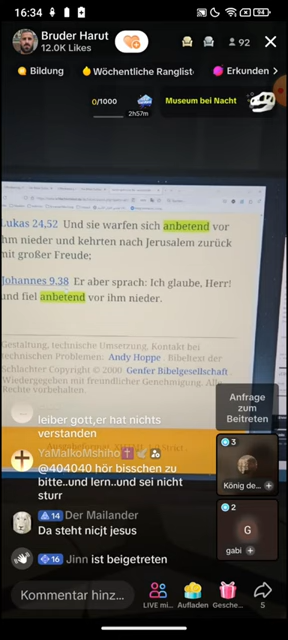 16:34
94
Bruder Harut
12.0K Likes
92
Bildung
Wöchentliche Ranglist
Erkunden >
0/1000
2h57m
Museum bei Nacht
Lukas 24,52 Und sie warfen sich anbetend vor
ihm nieder und kehrten nach Jerusalem zurück
mit großer Freude;
Johannes 9,38 Er aber sprach: Ich glaube, Herr!
und fiel anbetend vor ihm nieder.
Gestaltung, technische Umsetzung, Kontakt bei
technischen Problemen: Andy Hoppe. Bibeltext der
Schlachter Copyright © 2000 Genfer Bibelgesellschaft
Wiedergegeben mit freundlicher Genehmigung. Alle
Rechte vorbehalten.
Anfrage
zum
Beitreten
leiber gott,er hat nichts
verstanden
YaMalkoMshiho
@404040 hör bisschen zu
bitte..und lern..und sei nicht
sturr
3
König de...
14 Der Mailander
Da steht nicjt jesus
2
G
gabi
16 Jinn ist beigetreten
Kommentar hinz...
LIVE mi...
Aufladen
Gesche...
5